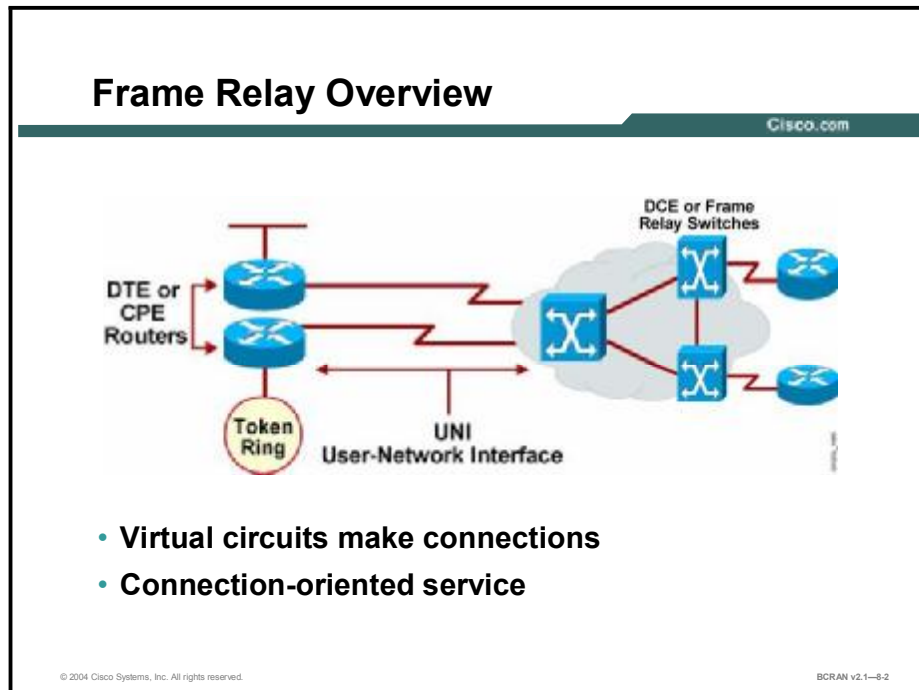 Frame Relay Overview
Cisco.com
DCE or Frame
Relay Switches
DTE or
CPE
Routers
Token
Ring
UNI
User-Network Interface
• Virtual circuits make connections
• Connection-oriented service
© 2004 Cisco Systems, Inc. All rights reserved.
BCRAN v2.1—8-2